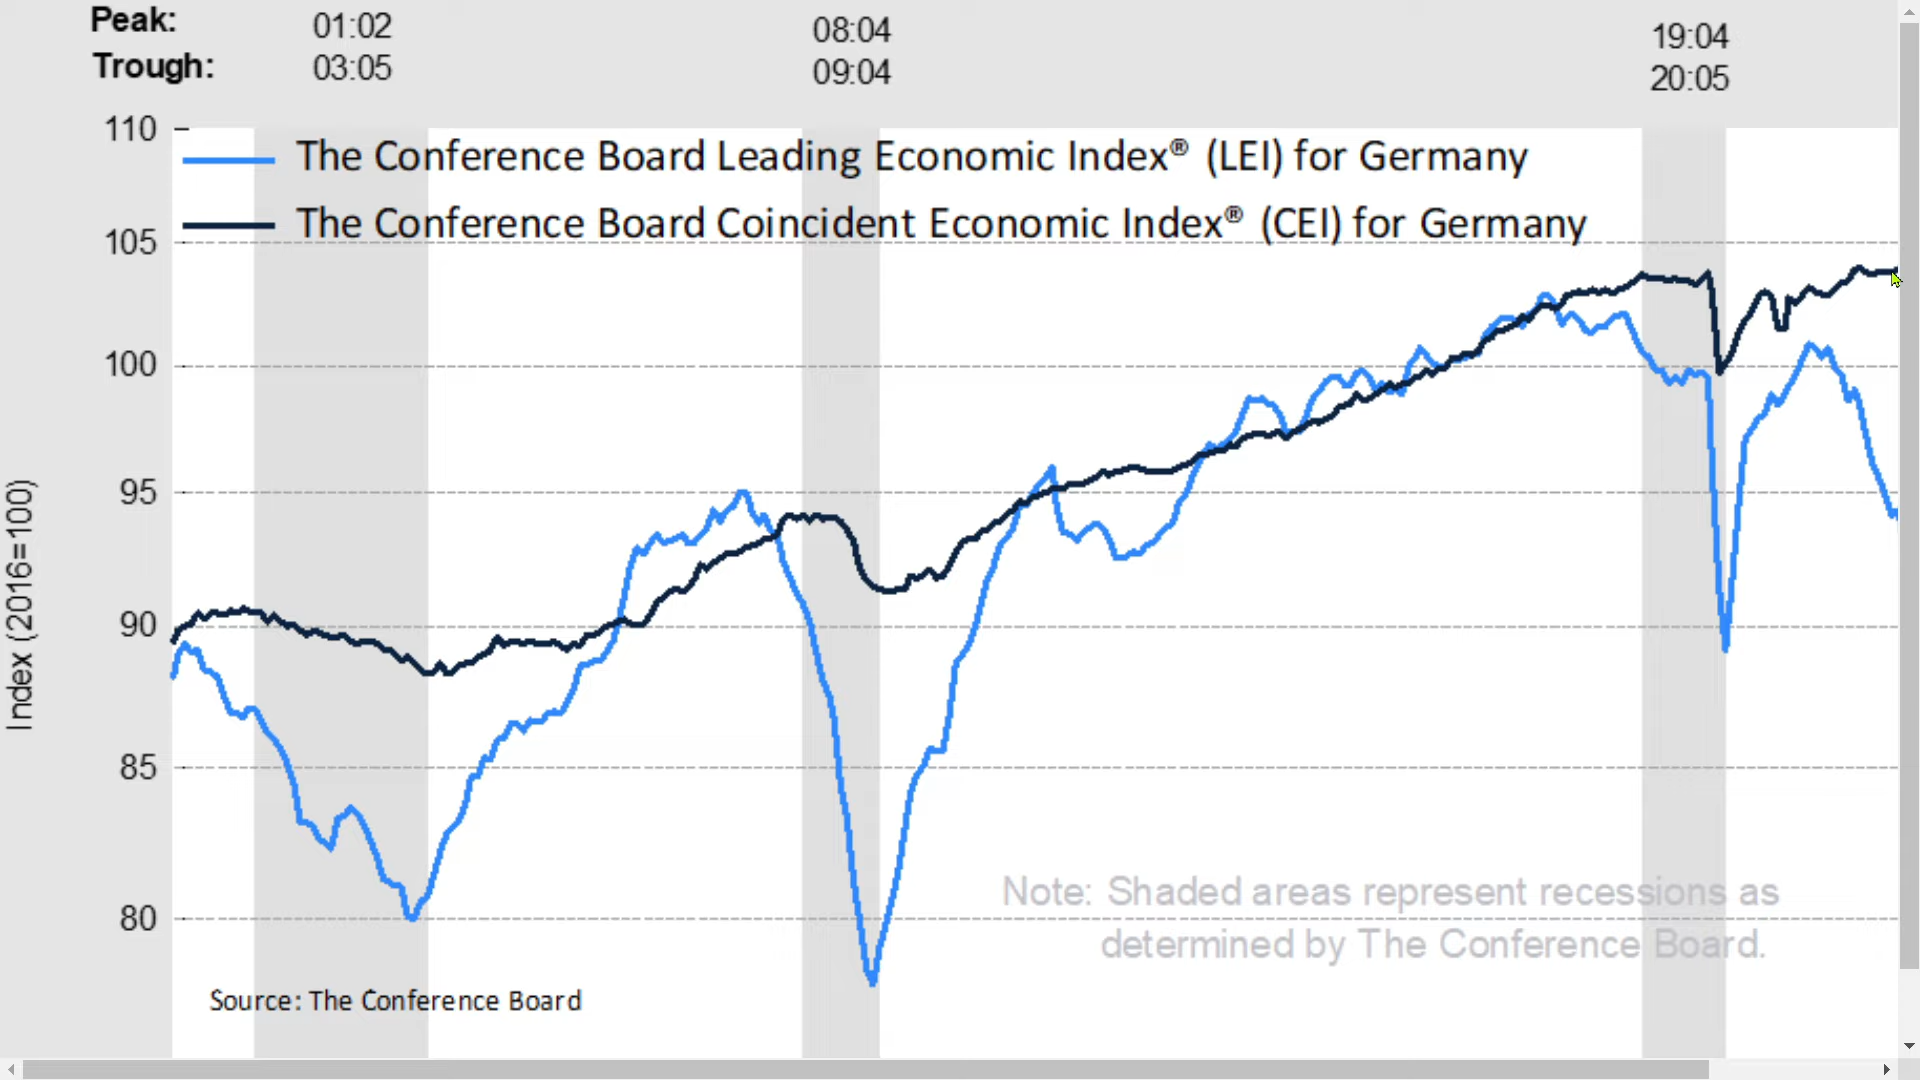 Peak: 01:02 08:04 19:04
Trough: 03:05 09:04 20:05
110
The Conference Board Leading Economic Index® (LEI) for Germany
The Conference Board Coincident Economic Index® (CEI) for Germany
105
100
95
Index (2016=100)
90
85
80
Note: Shaded areas represent recessions as
determined by The Conference Board.
Source: The Conference Board